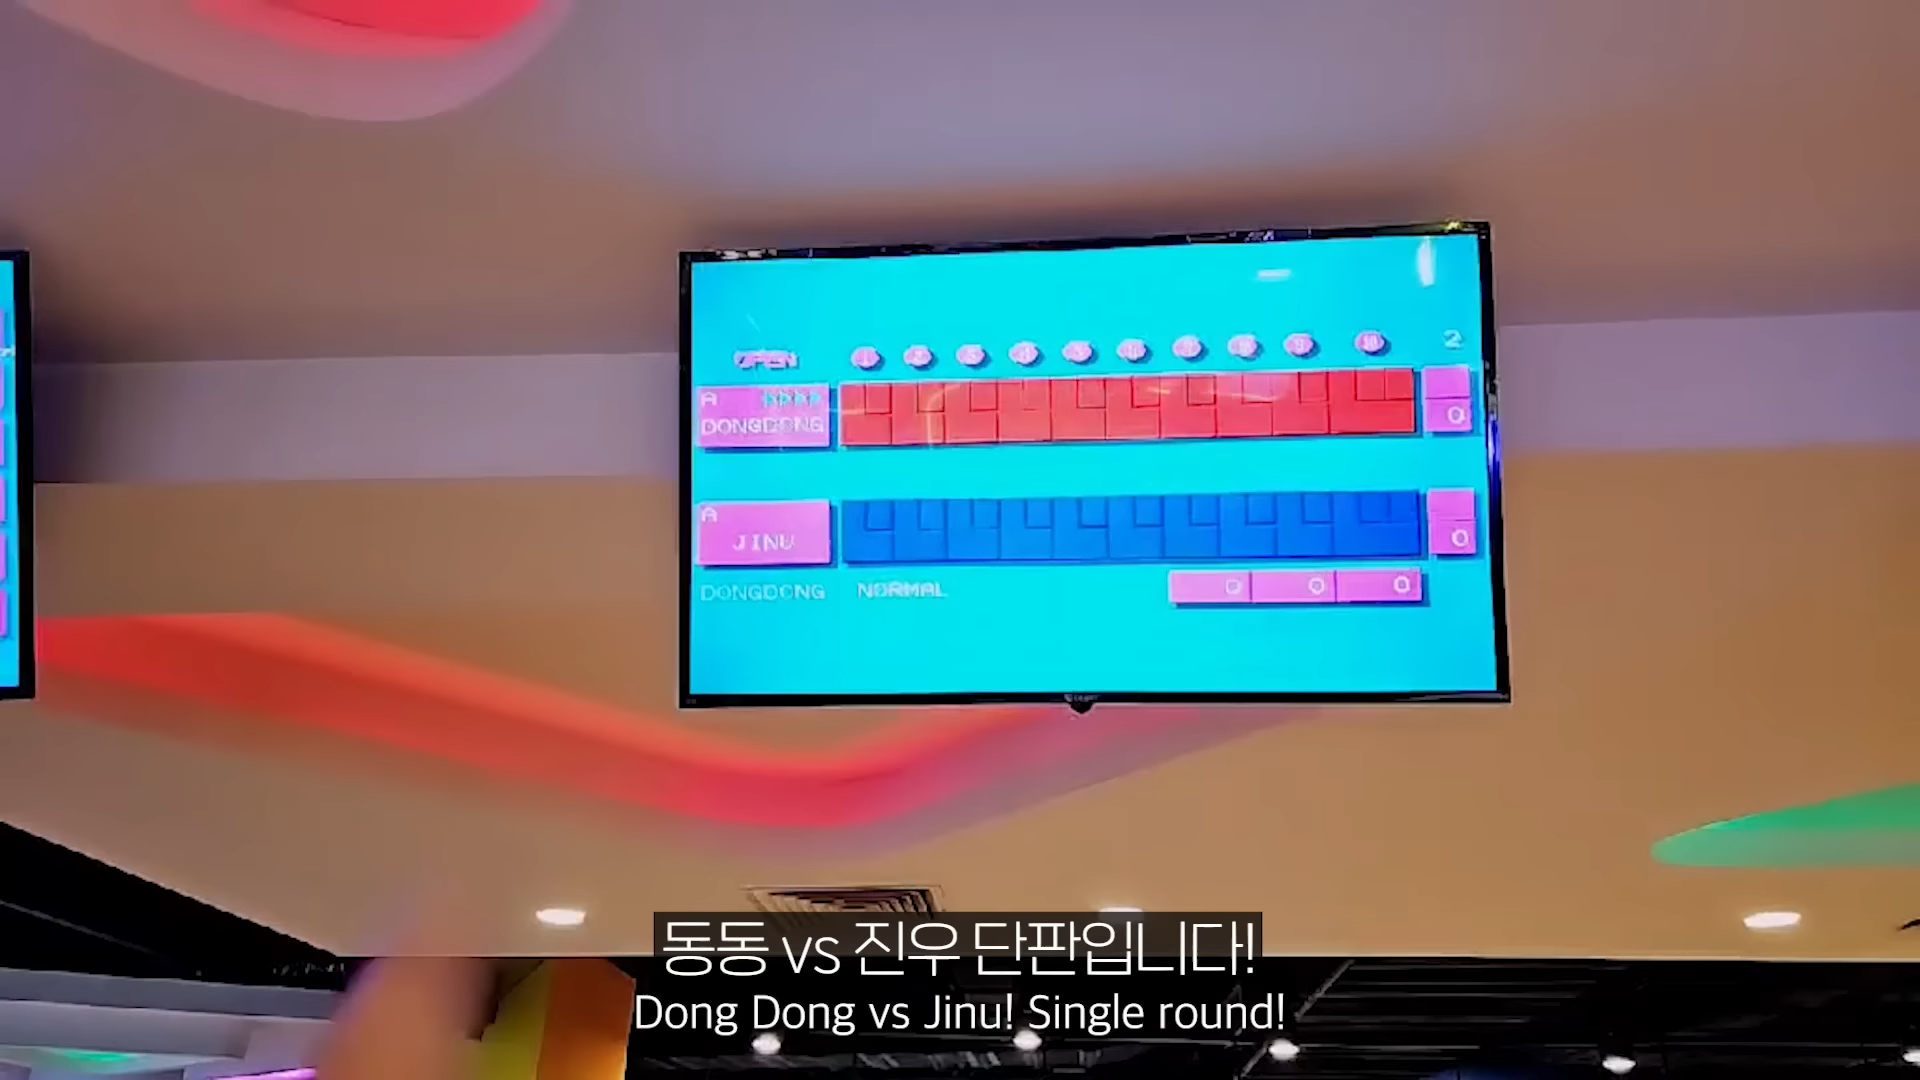 OPEN 1 2 3 4 5 6 7 8 9 10 2
A
DONGDONG 0
A
JINU 0
DONGDONG NORMAL 0 0 0
동동 vs 진우 단판입니다!
Dong Dong vs Jinu! Single round!